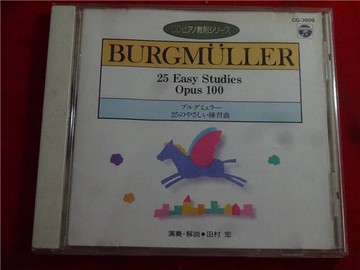 CDピアノ教則シリーズ
CG-3609
BURGMÜLLER
25 Easy Studies
Opus 100
ブルグミュラー
25のやさしい練習曲
演奏・解説●田村 宏